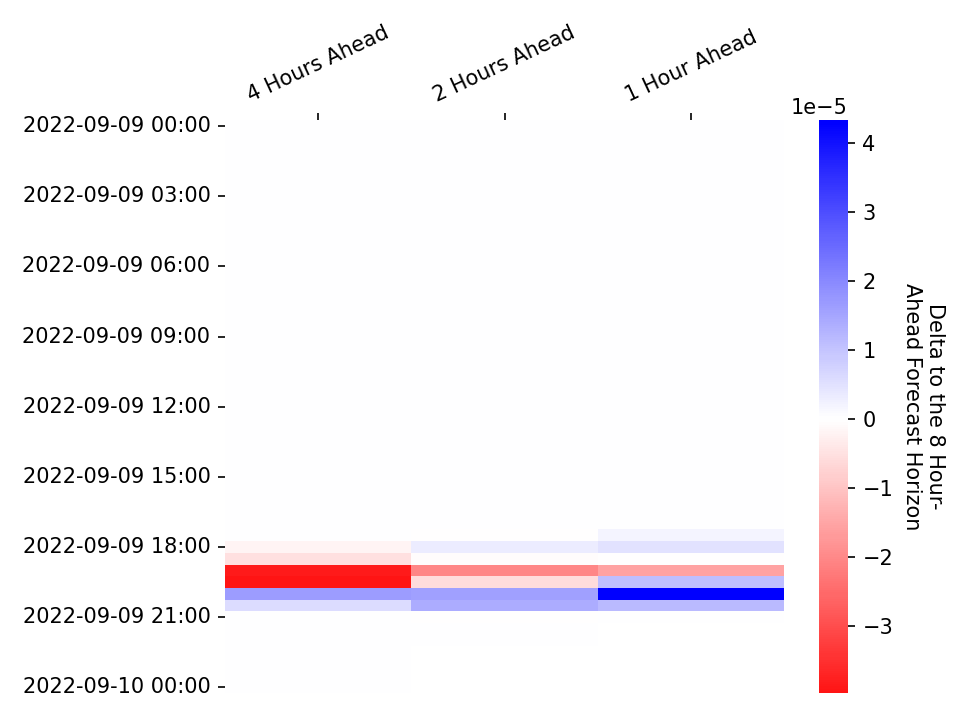 4 Hours Ahead
2 Hours Ahead
1 Hour Ahead
2022-09-09 00:00
2022-09-09 03:00
2022-09-09 06:00
2022-09-09 09:00
2022-09-09 12:00
2022-09-09 15:00
2022-09-09 18:00
2022-09-09 21:00
2022-09-10 00:00
1e−5
4
3
2
1
0
−1
−2
−3
Delta to the 8 Hour-
Ahead Forecast Horizon